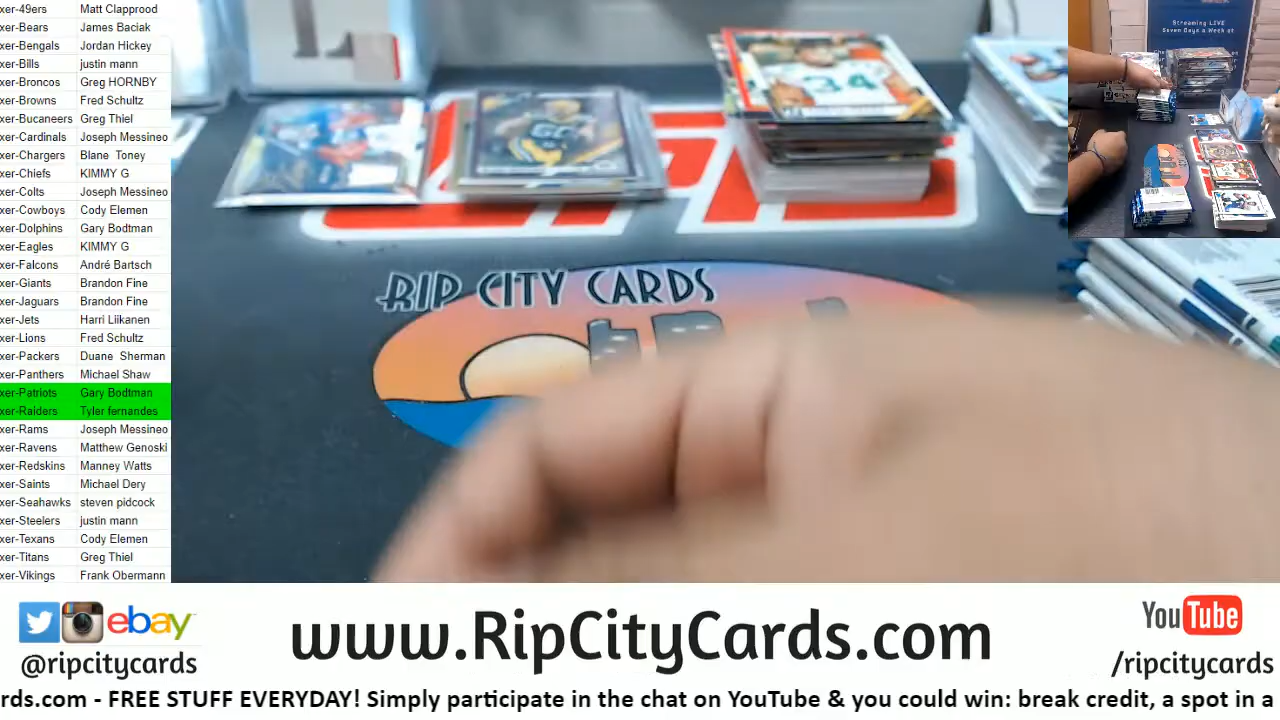 xer-49ers Matt Clapprood
xer-Bears James Baciak
xer-Bengals Jordan Hickey
xer-Bills justin mann
xer-Broncos Greg HORNBY
xer-Browns Fred Schultz
xer-Bucaneers Greg Thiel
xer-Cardinals Joseph Messineo
xer-Chargers Blane Toney
xer-Chiefs KIMMY G
xer-Colts Joseph Messineo
xer-Cowboys Cody Elemen
xer-Dolphins Gary Bodtman
xer-Eagles KIMMY G
xer-Falcons André Bartsch
xer-Giants Brandon Fine
xer-Jaguars Brandon Fine
xer-Jets Harri Liikanen
xer-Lions Fred Schultz
xer-Packers Duane Sherman
xer-Panthers Michael Shaw
xer-Patriots Gary Bodtman
xer-Raiders Tyler fernandes
xer-Rams Joseph Messineo
xer-Ravens Matthew Genoski
xer-Redskins Manney Watts
xer-Saints Michael Dery
xer-Seahawks steven pidcock
xer-Steelers justin mann
xer-Texans Cody Elemen
xer-Titans Greg Thiel
xer-Vikings Frank Obermann
34
RIP CITY CARDS
Streaming LIVE
Seven Days a Week at
ebay
@ripcitycards
www.RipCityCards.com
YouTube
/ripcitycards
rds.com - FREE STUFF EVERYDAY! Simply participate in the chat on YouTube & you could win: break credit, a spot in a